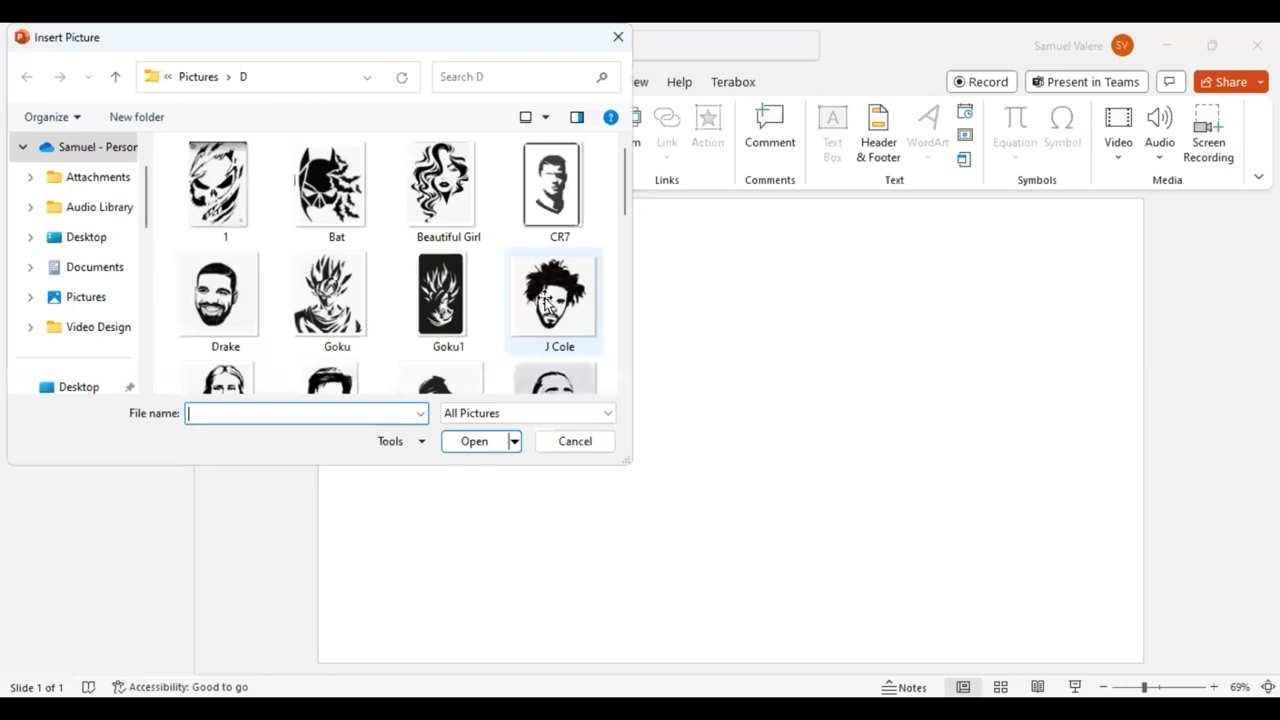 Insert Picture
Samuel Valere SV
« Pictures › D
Search D
Help Terabox
Record Present in Teams Share
Organize New folder
Link Action Comment Text Box Header & Footer WordArt Equation Symbol Video Audio Screen Recording
Links Comments Text Symbols Media
Samuel - Person
Attachments
Audio Library
Desktop
Documents
Pictures
Video Design
Desktop
1 Bat Beautiful Girl CR7
Drake Goku Goku1 J Cole
File name: All Pictures
Tools Open Cancel
Slide 1 of 1 Accessibility: Good to go Notes 69%